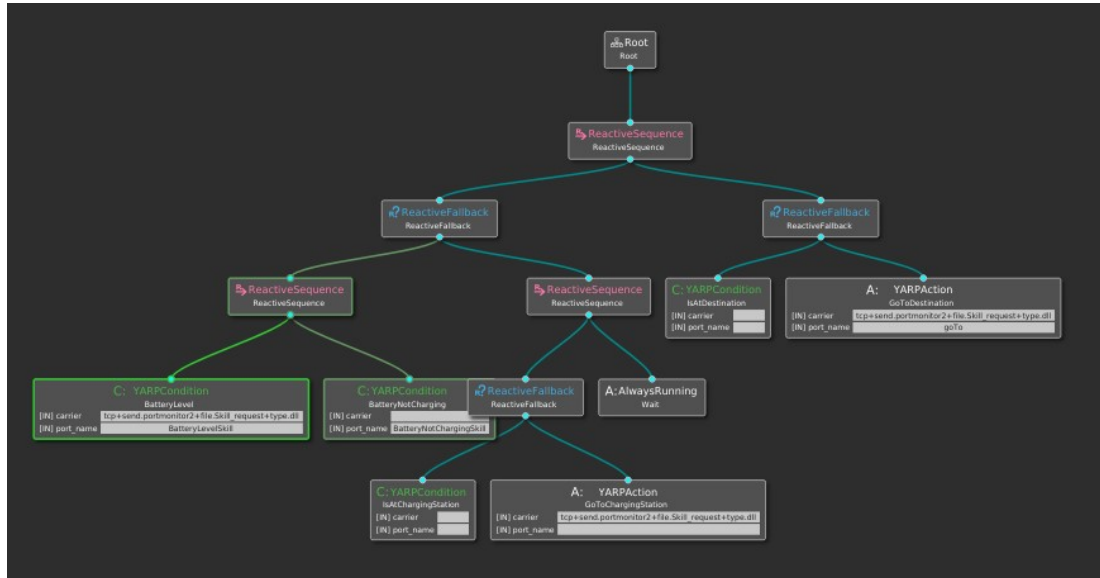 Root
Root
ReactiveSequence
ReactiveSequence
ReactiveFallback
ReactiveFallback
ReactiveFallback
ReactiveFallback
ReactiveSequence
ReactiveSequence
ReactiveSequence
ReactiveSequence
C: YARPCondition
IsAtDestination
[IN] carrier
[IN] port_name
A: YARPAction
GoToDestination
[IN] carrier tcp+send.portmonitor2+file.Skill_request+type.dll
[IN] port_name goTo
C: YARPCondition
BatteryLevel
[IN] carrier tcp+send.portmonitor2+file.Skill_request+type.dll
[IN] port_name BatteryLevelSkill
C: YARPCondition
BatteryNotCharging
[IN] carrier
[IN] port_name BatteryNotChargingSkill
ReactiveFallback
ReactiveFallback
A:AlwaysRunning
Wait
C:YARPCondition
IsAtChargingStation
[IN] carrier
[IN] port_name
A: YARPAction
GoToChargingStation
[IN] carrier tcp+send.portmonitor2+file.Skill_request+type.dll
[IN] port_name